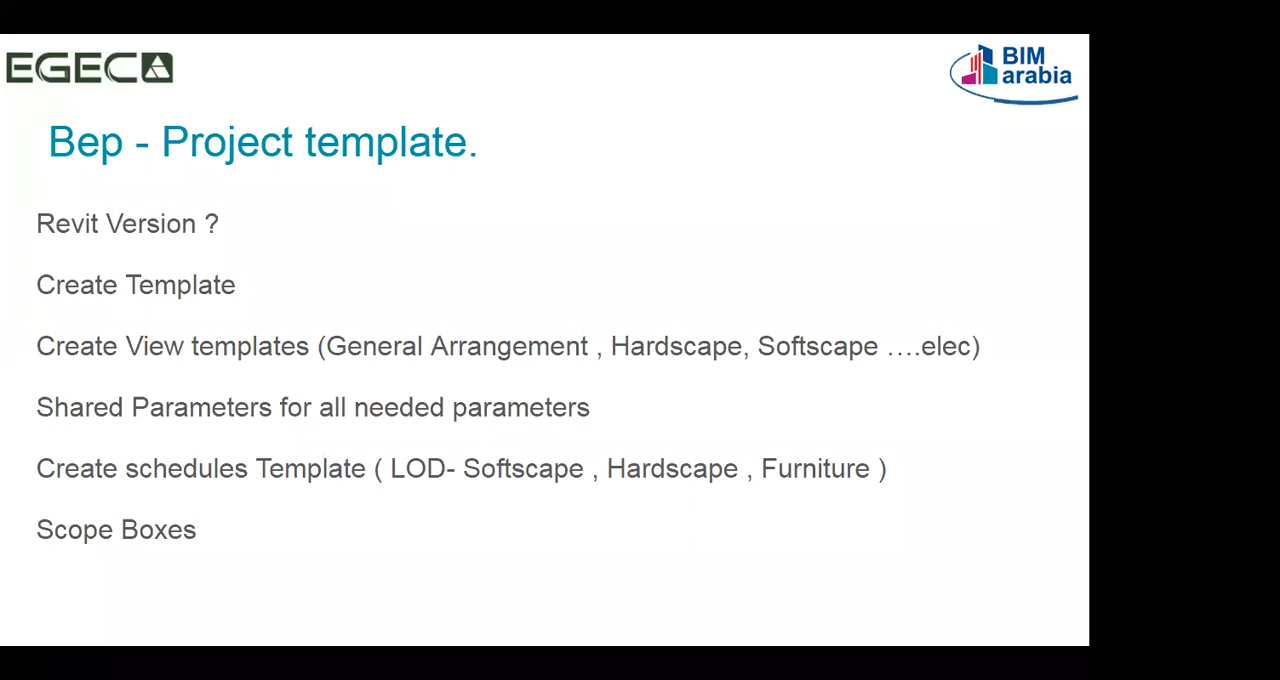 EGEC
BIM
arabia
Bep - Project template.
Revit Version ?
Create Template
Create View templates (General Arrangement , Hardscape, Softscape ….elec)
Shared Parameters for all needed parameters
Create schedules Template ( LOD- Softscape , Hardscape , Furniture )
Scope Boxes